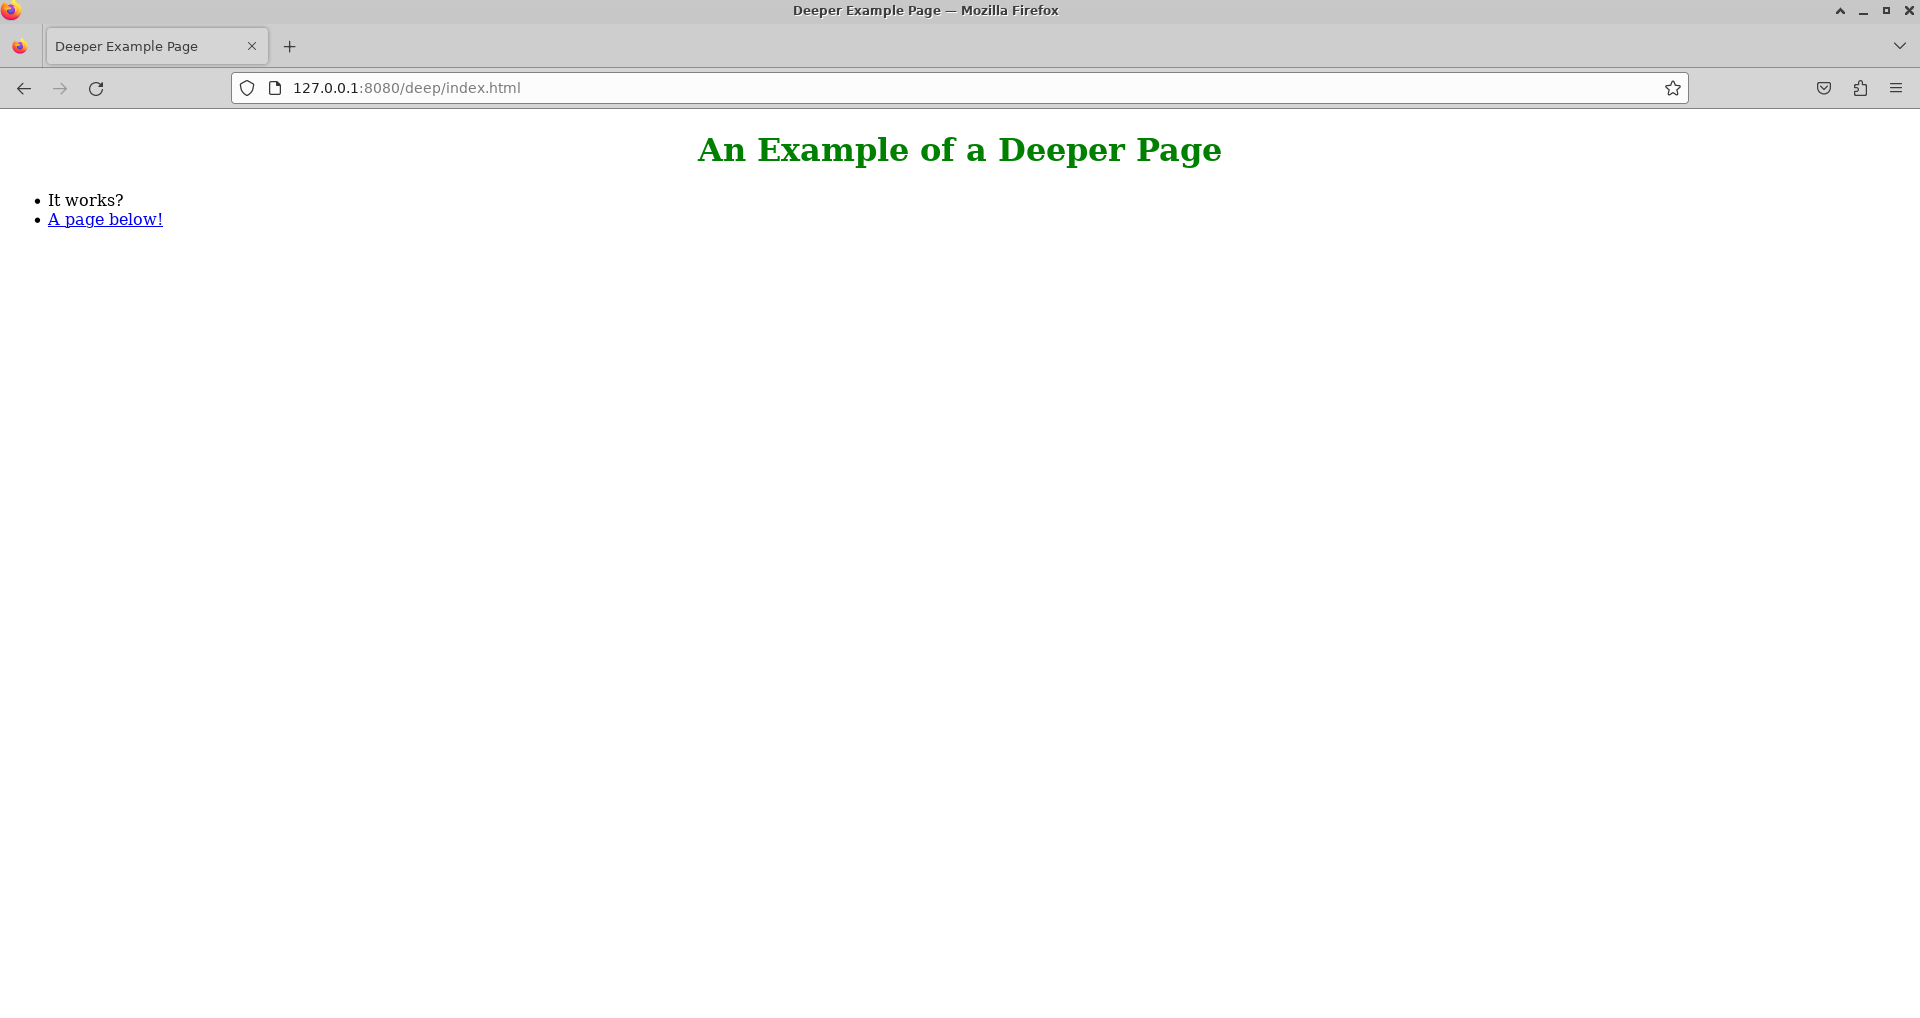 Deeper Example Page — Mozilla Firefox
Deeper Example Page
127.0.0.1:8080/deep/index.html
An Example of a Deeper Page
• It works?
• A page below!